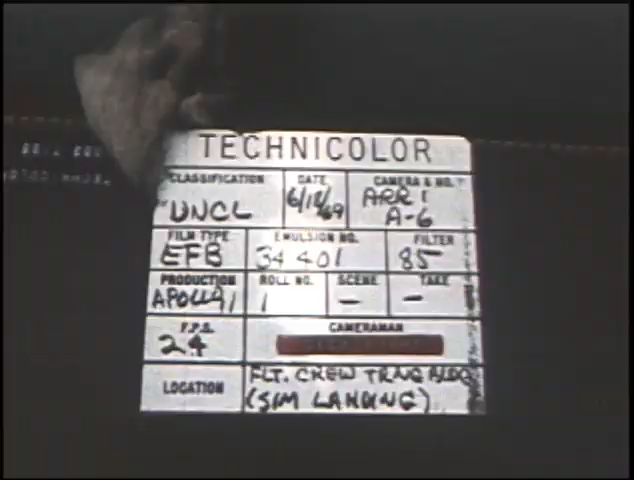 TECHNICOLOR
CLASSIFICATION DATE CAMERA & NO.
UNCL 6/18/69 ARRI
A-6
FILM TYPE EMULSION NO. FILTER
EFB 34 401 85
PRODUCTION ROLL NO. SCENE TAKE
APOLLO 11 1 – –
F.P.S. CAMERAMAN
24
LOCATION FLT. CREW TRNG BLDG
(SIM LANDING)